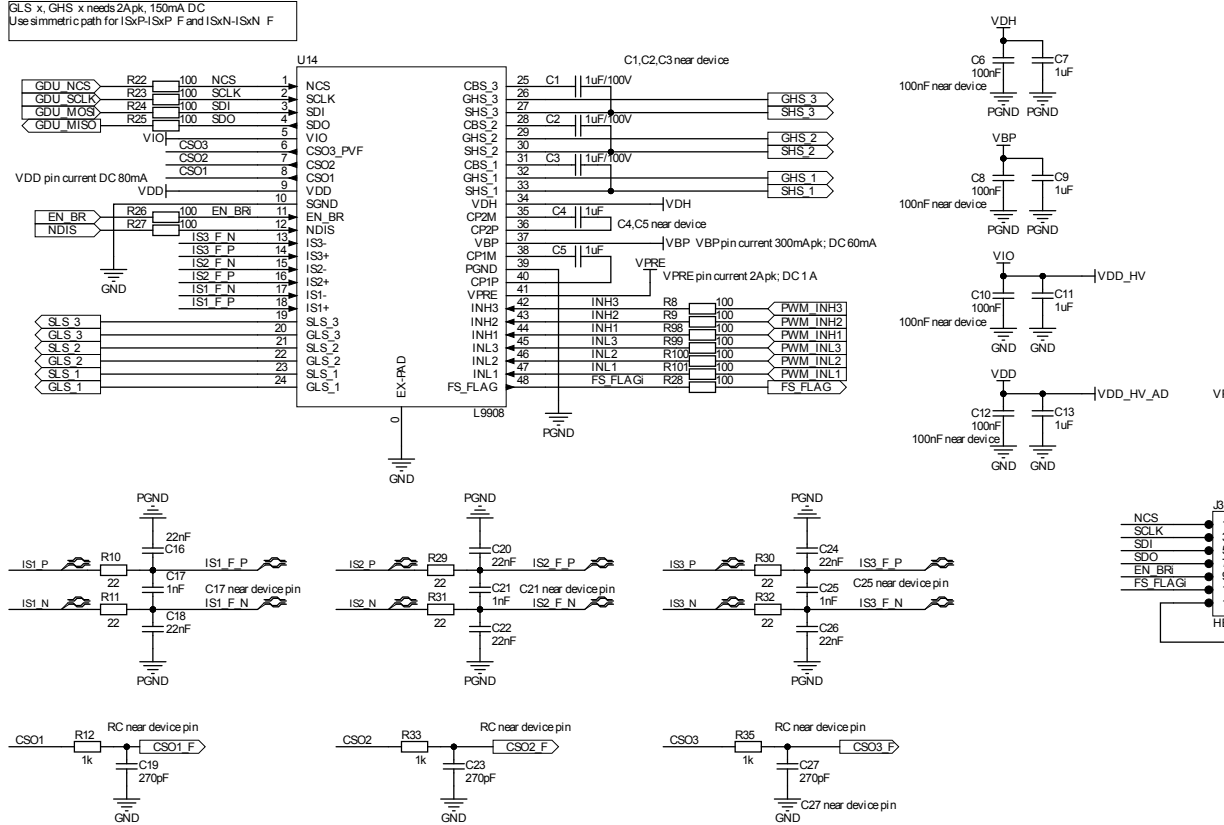 GLS x, GHS x needs 2Apk, 150mA DC
Use simmetric path for ISxP-ISxP F and ISxN-ISxN F
U14
C1,C2,C3 near device
GDU_NCS R22 100 NCS 1 NCS
GDU_SCLK R23 100 SCLK 2 SCLK
GDU_MOSI R24 100 SDI 3 SDI
GDU_MISO R25 100 SDO 4 SDO
VIO 5 VIO
CSO3 6 CSO3_PVF
CSO2 7 CSO2
CSO1 8 CSO1
VDD pin current DC 80mA
VDD 9 VDD
10 SGND
EN_BR R26 100 EN_BRi 11 EN_BR
NDIS R27 100 12 NDIS
IS3_F_N 13 IS3-
IS3_F_P 14 IS3+
IS2_F_N 15 IS2-
IS2_F_P 16 IS2+
IS1_F_N 17 IS1-
IS1_F_P 18 IS1+
GND
SLS_3 19 SLS_3
GLS_3 20 GLS_3
SLS_2 21 SLS_2
GLS_2 22 GLS_2
SLS_1 23 SLS_1
GLS_1 24 GLS_1
CBS_3 25 C1 1uF/100V
GHS_3 26 GHS_3
SHS_3 27 SHS_3
CBS_2 28 C2 1uF/100V
GHS_2 29 GHS_2
SHS_2 30 SHS_2
CBS_1 31 C3 1uF/100V
GHS_1 32 GHS_1
SHS_1 33 SHS_1
VDH 34 VDH
CP2M 35 C4 1uF
CP2P 36 C4,C5 near device
VBP 37 VBP VBP pin current 300mApk; DC 60mA
CP1M 38 C5 1uF
PGND 39 VPRE
CP1P 40 VPRE pin current 2Apk; DC 1 A
VPRE 41
INH3 42 INH3 R8 100 PWM_INH3
INH2 43 INH2 R9 100 PWM_INH2
INH1 44 INH1 R98 100 PWM_INH1
INL3 45 INL3 R99 100 PWM_INL3
INL2 46 INL2 R100 100 PWM_INL2
INL1 47 INL1 R101 100 PWM_INL1
FS_FLAG 48 FS_FLAGi R28 100 FS_FLAG
EX-PAD
0
L9908
PGND
GND
VDH
C6 C7
100nF 1uF
100nF near device
PGND PGND
VBP
C8 C9
100nF 1uF
100nF near device
PGND PGND
VIO
VDD_HV
C10 C11
100nF 1uF
100nF near device
GND GND
VDD
VDD_HV_AD
C12 C13
100nF 1uF
100nF near device
GND GND
J3
NCS
SCLK
SDI
SDO
EN_BRi
FS_FLAGi
PGND
22nF
C16
IS1_P R10 22 IS1_F_P
C17 C17 near device pin
1nF
IS1_N R11 22 IS1_F_N
C18
22nF
PGND
PGND
C20
22nF
IS2_P R29 22 IS2_F_P
C21 C21 near device pin
1nF
IS2_N R31 22 IS2_F_N
C22
22nF
PGND
PGND
C24
22nF
IS3_P R30 22 IS3_F_P
C25 C25 near device pin
1nF
IS3_N R32 22 IS3_F_N
C26
22nF
PGND
RC near device pin
CSO1 R12 1k CSO1_F
C19
270pF
GND
RC near device pin
CSO2 R33 1k CSO2_F
C23
270pF
GND
RC near device pin
CSO3 R35 1k CSO3_F
C27
270pF
C27 near device pin
GND